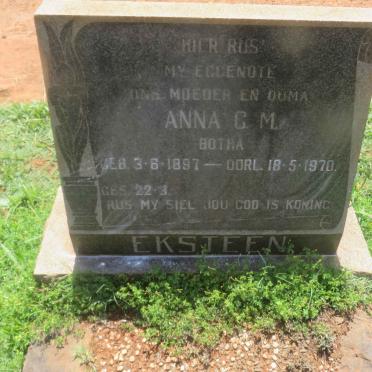 HIER RUS
MY EGGENOTE
ONS MOEDER EN OUMA
ANNA C. M.
BOTHA
GEB. 3-6-1897 — OORL. 18-5-1970.
GES. 22-3.
RUS MY SIEL JOU GOD IS KONING
EKSTEEN